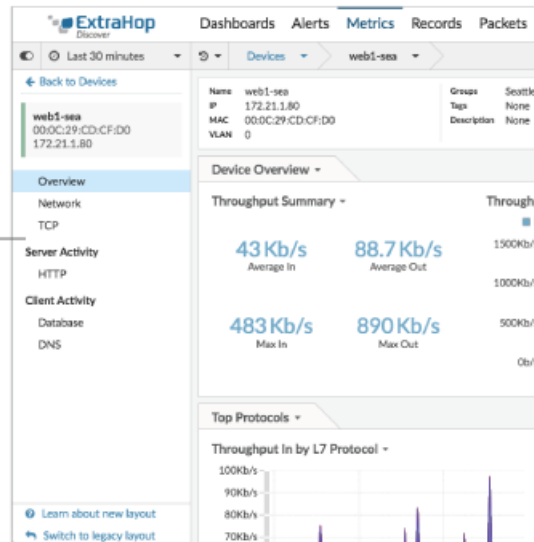 ExtraHop
Discover
Dashboards Alerts Metrics Records Packets
Last 30 minutes
Devices
web1-sea
Back to Devices
web1-sea
00:0C:29:CD:CF:D0
172.21.1.80
Overview
Network
TCP
Server Activity
HTTP
Client Activity
Database
DNS
Learn about new layout
Switch to legacy layout
Name web1-sea
IP 172.21.1.80
MAC 00:0C:29:CD:CF:D0
VLAN 0
Groups Seattle
Tags None
Description None
Device Overview
Throughput Summary
43 Kb/s
Average In
88.7 Kb/s
Average Out
483 Kb/s
Max In
890 Kb/s
Max Out
Through
1500Kb/
1000Kb/
500Kb/
0b/
Top Protocols
Throughput In by L7 Protocol
100Kb/s
90Kb/s
80Kb/s
70Kb/s